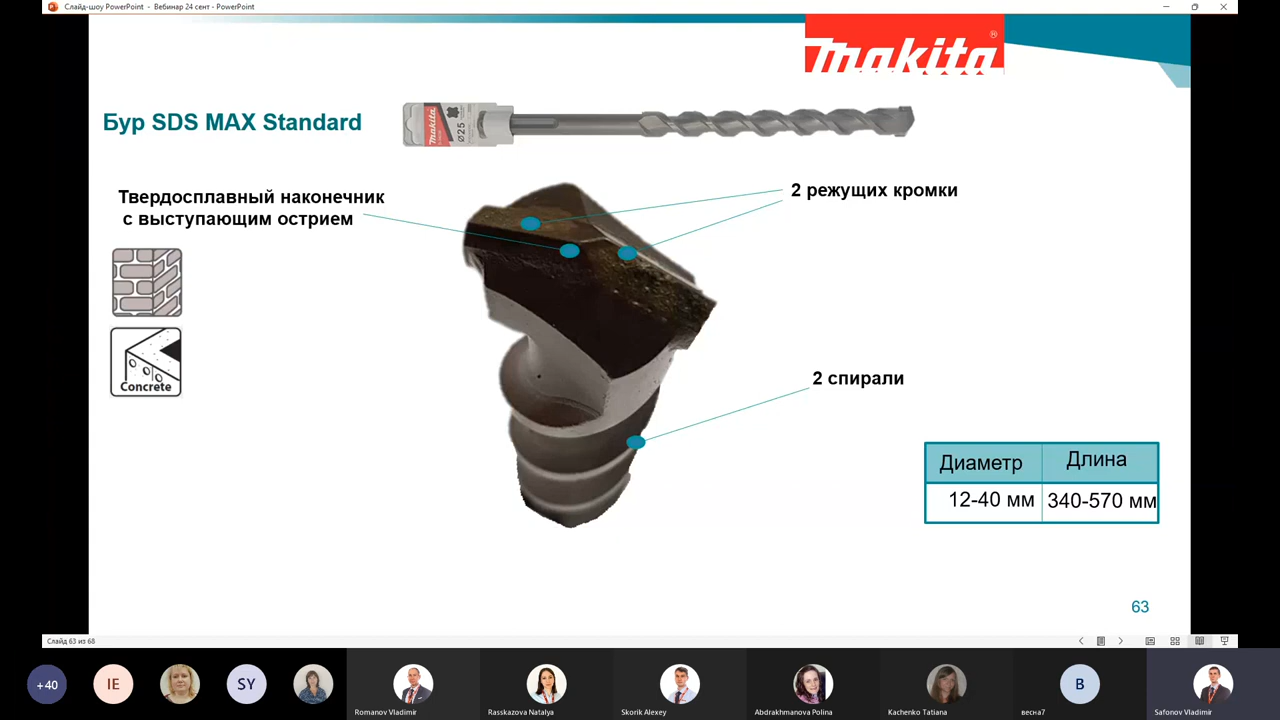 Слайд-шоу PowerPoint - Вебинар 24 сент - PowerPoint
makita ®
Бур SDS MAX Standard
makita
Ø25
Твердосплавный наконечник
с выступающим острием
2 режущих кромки
Concrete
2 спирали
Диаметр Длина
12-40 мм 340-570 мм
63
Слайд 63 из 68
+40
IE
SY
B
Romanov Vladimir
Rasskazova Natalya
Skorik Alexey
Abdrakhmanova Polina
Kachenko Tatiana
весна7
Safonov Vladimir